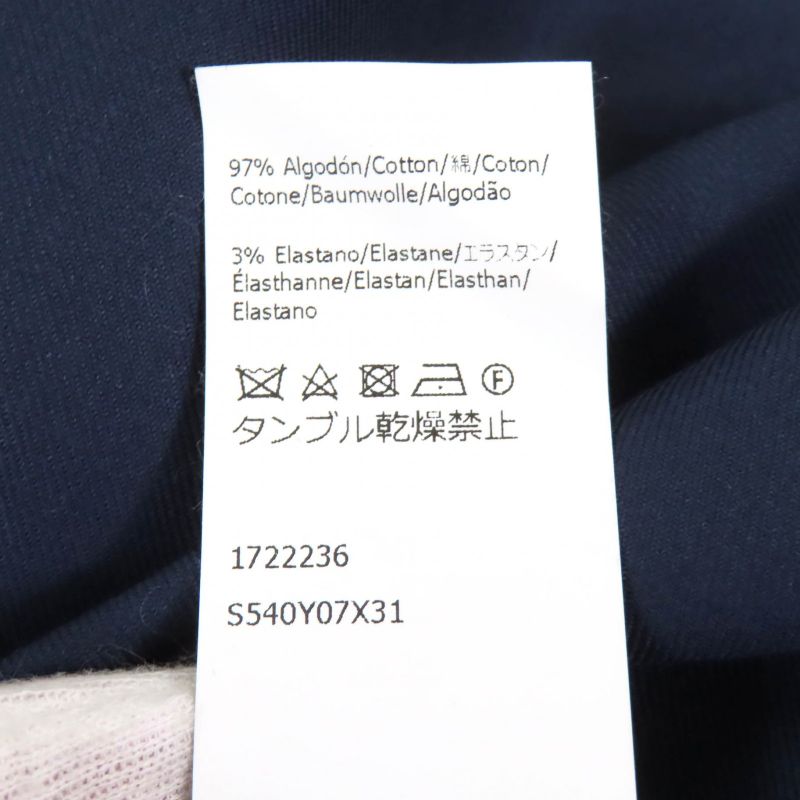 97% Algodón/Cotton/綿/Coton/
Cotone/Baumwolle/Algodão
3% Elastano/Elastane/エラスタン/
Élasthanne/Elastan/Elasthan/
Elastano
F
タンブル乾燥禁止
1722236
S540Y07X31